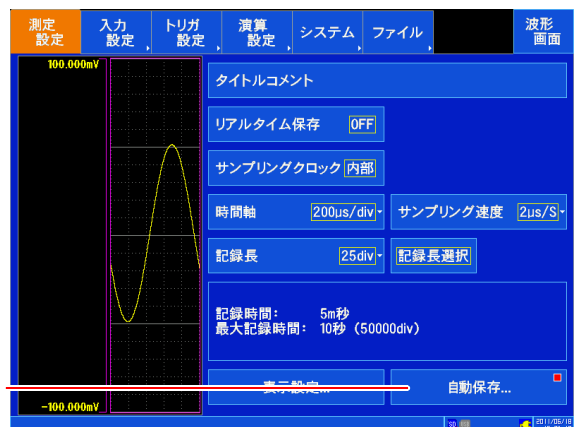 測定 設定 入力 設定 トリガ 設定 演算 設定 システム ファイル 波形 画面
100.000mV
タイトルコメント
リアルタイム保存 OFF
サンプリングクロック 内部
時間軸 200μs/div サンプリング速度 2μs/S
記録長 25div 記録長選択
記録時間: 5m秒
最大記録時間: 10秒 (50000div)
表示設定... 自動保存...
-100.000mV
SD 2011/05/18